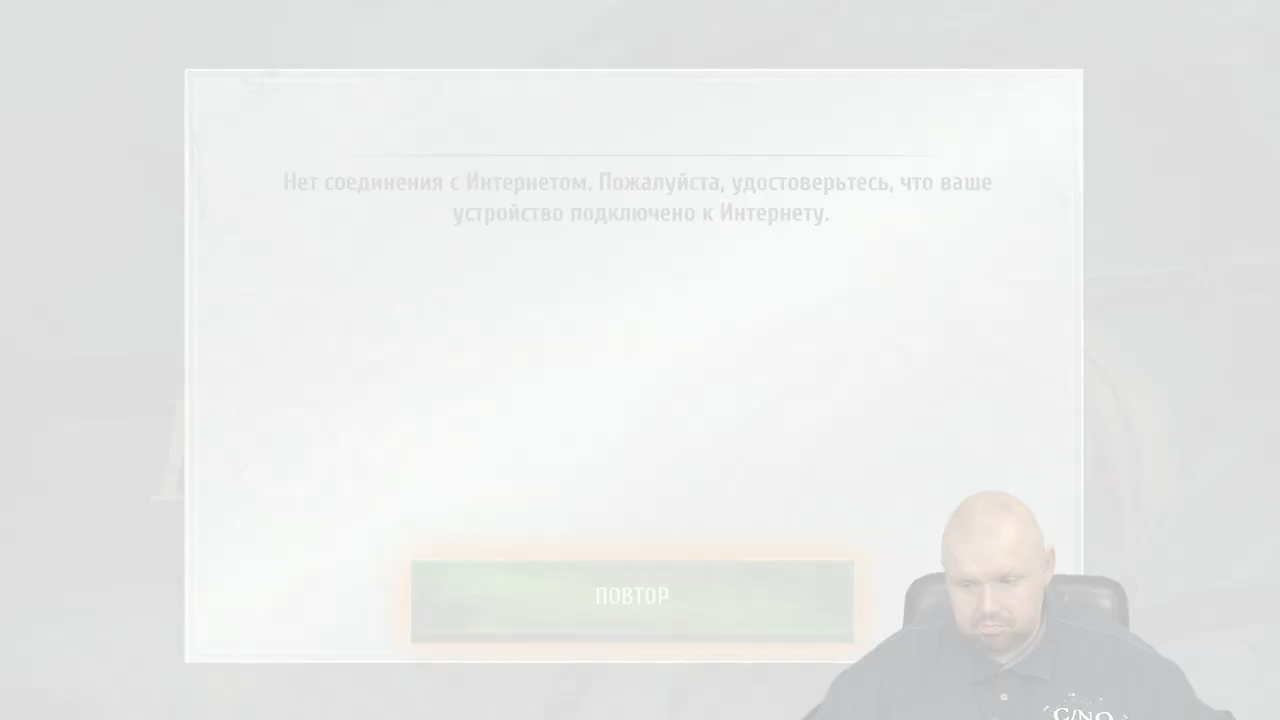 Нет соединения с Интернетом. Пожалуйста, удостоверьтесь, что ваше
устройство подключено к Интернету.
ПОВТОР